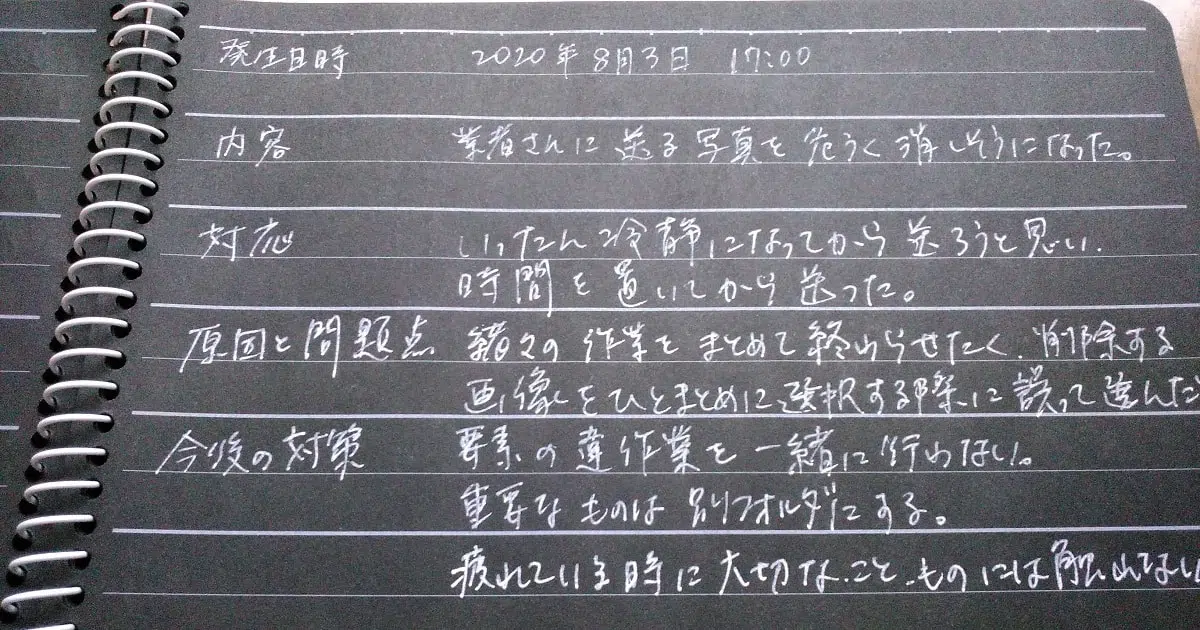 発生日時 2020年8月3日 17:00
内容 業者さんに送る写真を危うく消しそうになった。
対応 いったん冷静になってから送ろうと思い、
時間を置いてから送った。
原因と問題点 緒々の作業をまとめて終わらせたく、削除する
画像をひとまとめに選択する際に誤って選んだ
今後の対策 要素の違作業を一緒に行わない。
重要なものは別フォルダにする。
疲れている時に大切なこと、ものには触れない